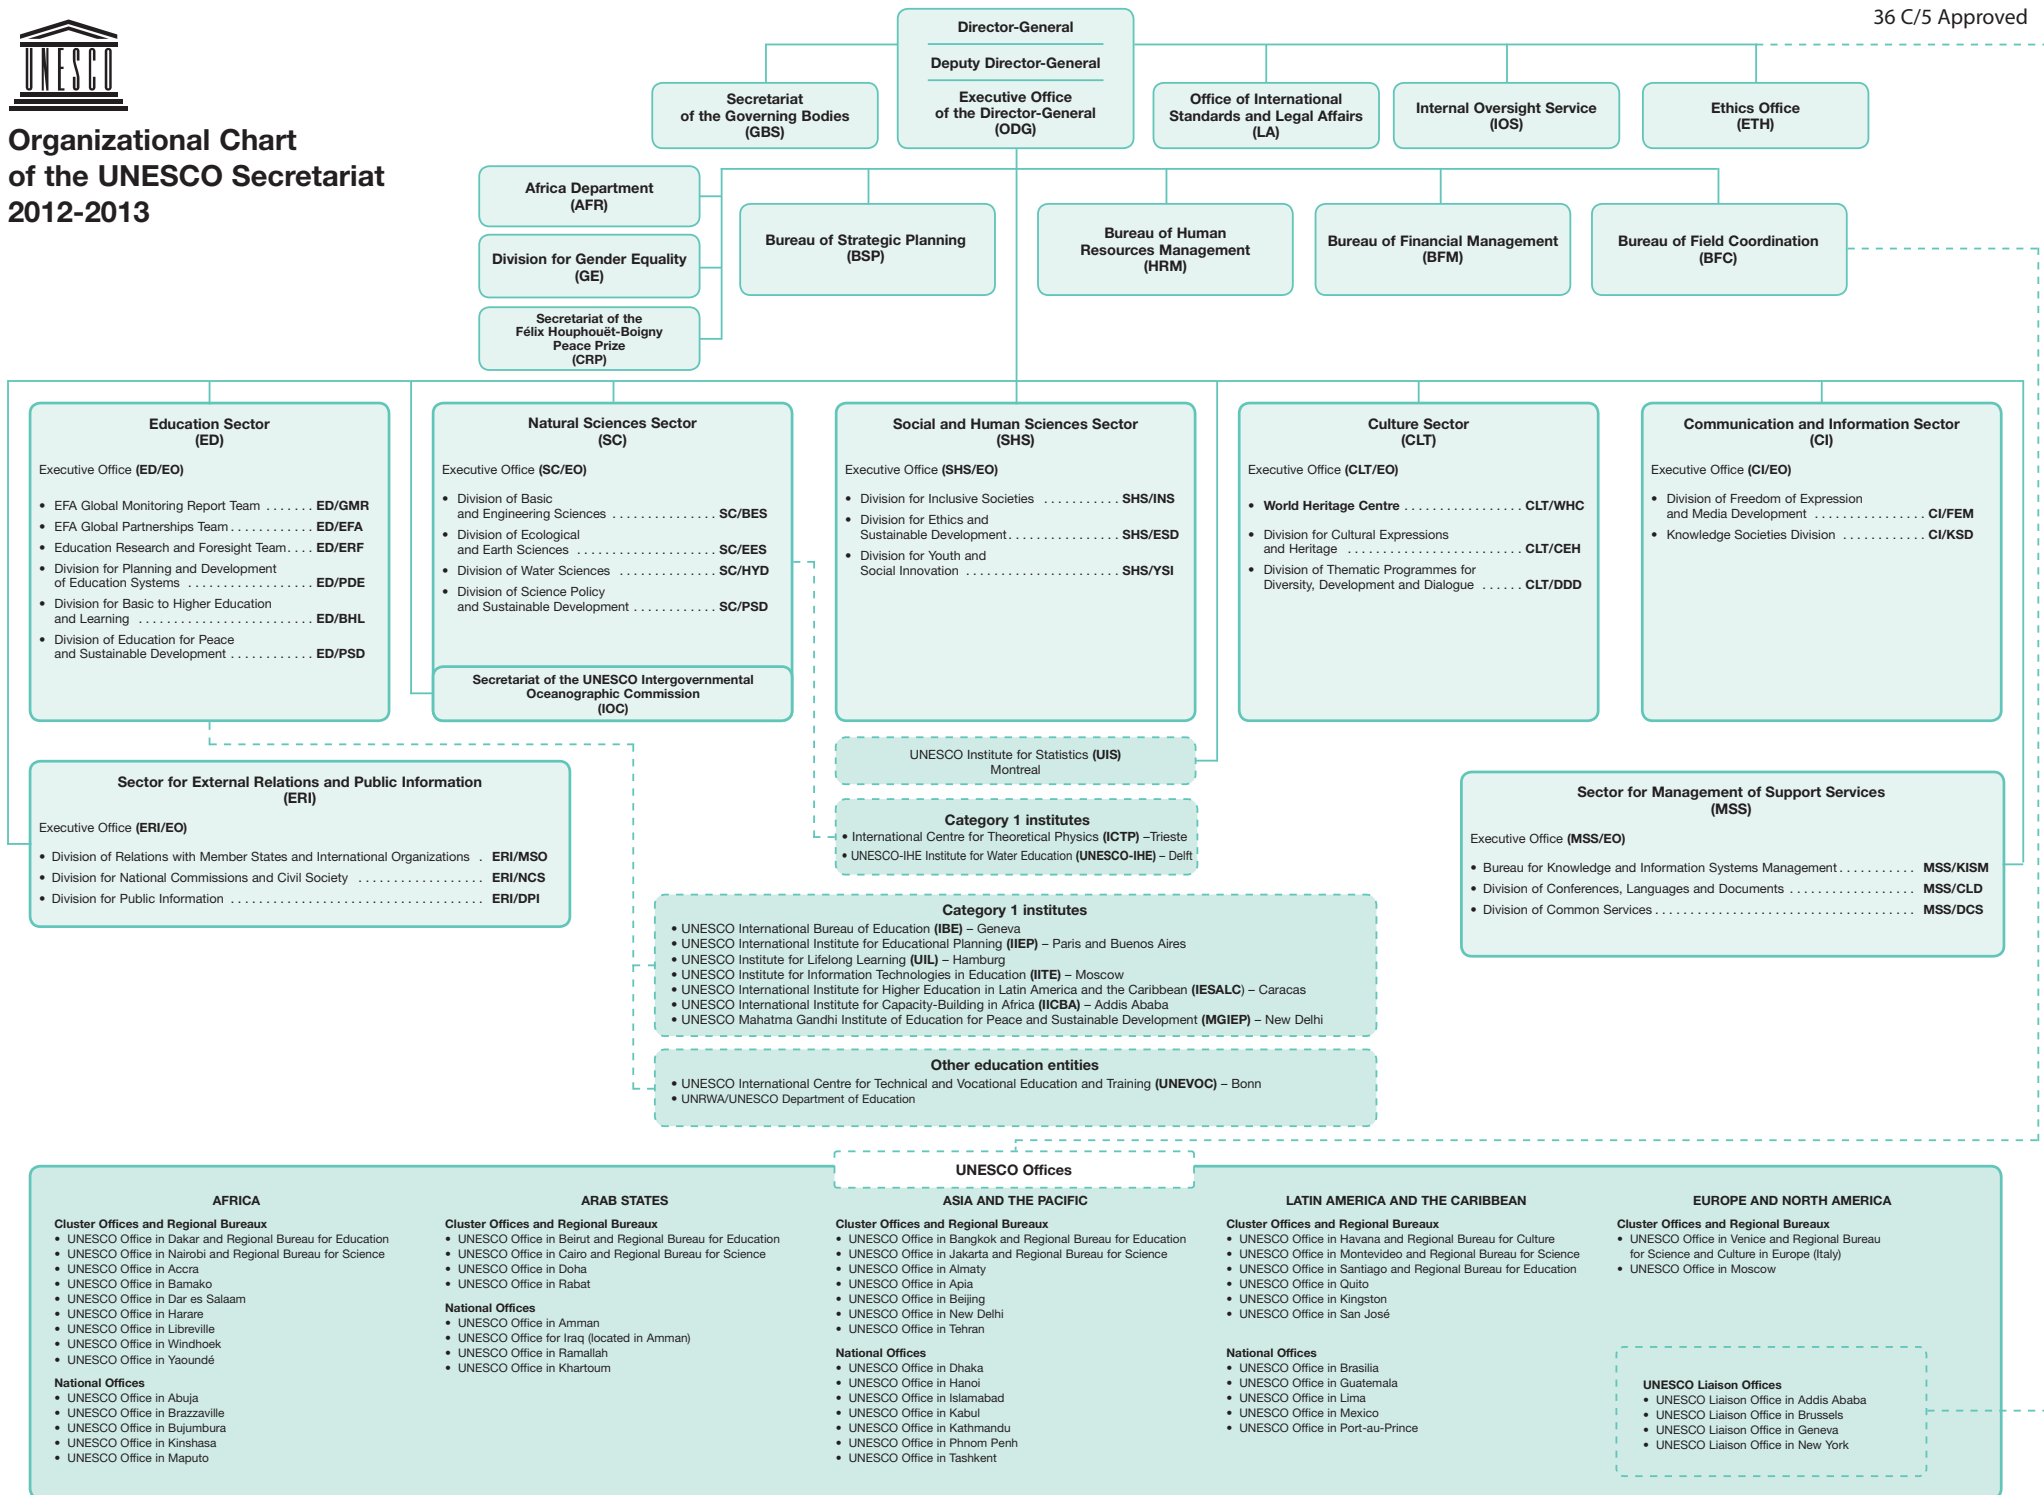 36 C/5 Approved
UNESCO
Organizational Chart
of the UNESCO Secretariat
2012-2013
Director-General
Deputy Director-General
Executive Office
of the Director-General
(ODG)
Secretariat
of the Governing Bodies
(GBS)
Office of International
Standards and Legal Affairs
(LA)
Internal Oversight Service
(IOS)
Ethics Office
(ETH)
Africa Department
(AFR)
Division for Gender Equality
(GE)
Secretariat of the
Félix Houphouët-Boigny
Peace Prize
(CRP)
Bureau of Strategic Planning
(BSP)
Bureau of Human
Resources Management
(HRM)
Bureau of Financial Management
(BFM)
Bureau of Field Coordination
(BFC)
Education Sector
(ED)
Executive Office (ED/EO)
• EFA Global Monitoring Report Team . . . . . . . ED/GMR
• EFA Global Partnerships Team . . . . . . . . . . . . ED/EFA
• Education Research and Foresight Team. . . . ED/ERF
• Division for Planning and Development
of Education Systems . . . . . . . . . . . . . . . . . . ED/PDE
• Division for Basic to Higher Education
and Learning . . . . . . . . . . . . . . . . . . . . . . . . . ED/BHL
• Division of Education for Peace
and Sustainable Development . . . . . . . . . . . . ED/PSD
Natural Sciences Sector
(SC)
Executive Office (SC/EO)
• Division of Basic
and Engineering Sciences . . . . . . . . . . . . . . . SC/BES
• Division of Ecological
and Earth Sciences . . . . . . . . . . . . . . . . . . . . SC/EES
• Division of Water Sciences . . . . . . . . . . . . . . SC/HYD
• Division of Science Policy
and Sustainable Development . . . . . . . . . . . . SC/PSD
Secretariat of the UNESCO Intergovernmental
Oceanographic Commission
(IOC)
Social and Human Sciences Sector
(SHS)
Executive Office (SHS/EO)
• Division for Inclusive Societies . . . . . . . . . . . SHS/INS
• Division for Ethics and
Sustainable Development. . . . . . . . . . . . . . . . SHS/ESD
• Division for Youth and
Social Innovation . . . . . . . . . . . . . . . . . . . . . . SHS/YSI
Culture Sector
(CLT)
Executive Office (CLT/EO)
• World Heritage Centre . . . . . . . . . . . . . . . . . CLT/WHC
• Division for Cultural Expressions
and Heritage . . . . . . . . . . . . . . . . . . . . . . . . . CLT/CEH
• Division of Thematic Programmes for
Diversity, Development and Dialogue . . . . . . CLT/DDD
Communication and Information Sector
(CI)
Executive Office (CI/EO)
• Division of Freedom of Expression
and Media Development . . . . . . . . . . . . . . . . CI/FEM
• Knowledge Societies Division . . . . . . . . . . . . CI/KSD
UNESCO Institute for Statistics (UIS)
Montreal
Category 1 institutes
• International Centre for Theoretical Physics (ICTP) –Trieste
• UNESCO-IHE Institute for Water Education (UNESCO-IHE) – Delft
Sector for External Relations and Public Information
(ERI)
Executive Office (ERI/EO)
• Division of Relations with Member States and International Organizations . ERI/MSO
• Division for National Commissions and Civil Society . . . . . . . . . . . . . . . . . . ERI/NCS
• Division for Public Information . . . . . . . . . . . . . . . . . . . . . . . . . . . . . . . . . . . . ERI/DPI
Sector for Management of Support Services
(MSS)
Executive Office (MSS/EO)
• Bureau for Knowledge and Information Systems Management . . . . . . . . . . . MSS/KISM
• Division of Conferences, Languages and Documents . . . . . . . . . . . . . . . . . . MSS/CLD
• Division of Common Services . . . . . . . . . . . . . . . . . . . . . . . . . . . . . . . . . . . . . MSS/DCS
Category 1 institutes
• UNESCO International Bureau of Education (IBE) – Geneva
• UNESCO International Institute for Educational Planning (IIEP) – Paris and Buenos Aires
• UNESCO Institute for Lifelong Learning (UIL) – Hamburg
• UNESCO Institute for Information Technologies in Education (IITE) – Moscow
• UNESCO International Institute for Higher Education in Latin America and the Caribbean (IESALC) – Caracas
• UNESCO International Institute for Capacity-Building in Africa (IICBA) – Addis Ababa
• UNESCO Mahatma Gandhi Institute of Education for Peace and Sustainable Development (MGIEP) – New Delhi
Other education entities
• UNESCO International Centre for Technical and Vocational Education and Training (UNEVOC) – Bonn
• UNRWA/UNESCO Department of Education
UNESCO Offices
AFRICA
Cluster Offices and Regional Bureaux
• UNESCO Office in Dakar and Regional Bureau for Education
• UNESCO Office in Nairobi and Regional Bureau for Science
• UNESCO Office in Accra
• UNESCO Office in Bamako
• UNESCO Office in Dar es Salaam
• UNESCO Office in Harare
• UNESCO Office in Libreville
• UNESCO Office in Windhoek
• UNESCO Office in Yaoundé
National Offices
• UNESCO Office in Abuja
• UNESCO Office in Brazzaville
• UNESCO Office in Bujumbura
• UNESCO Office in Kinshasa
• UNESCO Office in Maputo
ARAB STATES
Cluster Offices and Regional Bureaux
• UNESCO Office in Beirut and Regional Bureau for Education
• UNESCO Office in Cairo and Regional Bureau for Science
• UNESCO Office in Doha
• UNESCO Office in Rabat
National Offices
• UNESCO Office in Amman
• UNESCO Office for Iraq (located in Amman)
• UNESCO Office in Ramallah
• UNESCO Office in Khartoum
ASIA AND THE PACIFIC
Cluster Offices and Regional Bureaux
• UNESCO Office in Bangkok and Regional Bureau for Education
• UNESCO Office in Jakarta and Regional Bureau for Science
• UNESCO Office in Almaty
• UNESCO Office in Apia
• UNESCO Office in Beijing
• UNESCO Office in New Delhi
• UNESCO Office in Tehran
National Offices
• UNESCO Office in Dhaka
• UNESCO Office in Hanoi
• UNESCO Office in Islamabad
• UNESCO Office in Kabul
• UNESCO Office in Kathmandu
• UNESCO Office in Phnom Penh
• UNESCO Office in Tashkent
LATIN AMERICA AND THE CARIBBEAN
Cluster Offices and Regional Bureaux
• UNESCO Office in Havana and Regional Bureau for Culture
• UNESCO Office in Montevideo and Regional Bureau for Science
• UNESCO Office in Santiago and Regional Bureau for Education
• UNESCO Office in Quito
• UNESCO Office in Kingston
• UNESCO Office in San José
National Offices
• UNESCO Office in Brasilia
• UNESCO Office in Guatemala
• UNESCO Office in Lima
• UNESCO Office in Mexico
• UNESCO Office in Port-au-Prince
EUROPE AND NORTH AMERICA
Cluster Offices and Regional Bureaux
• UNESCO Office in Venice and Regional Bureau
for Science and Culture in Europe (Italy)
• UNESCO Office in Moscow
UNESCO Liaison Offices
• UNESCO Liaison Office in Addis Ababa
• UNESCO Liaison Office in Brussels
• UNESCO Liaison Office in Geneva
• UNESCO Liaison Office in New York